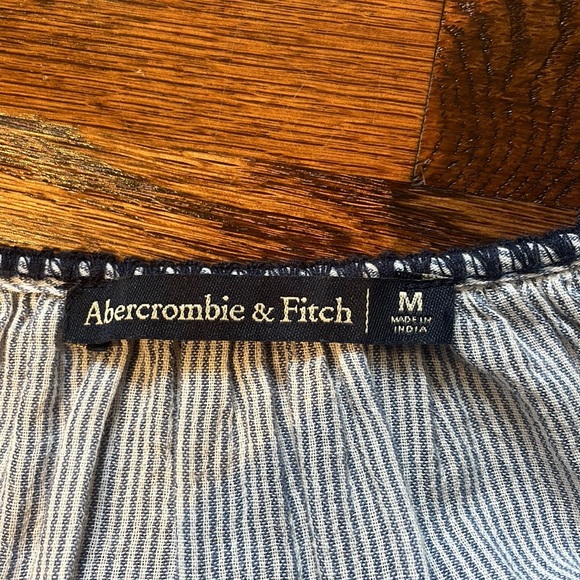 Abercrombie & Fitch
M
MADE IN
INDIA